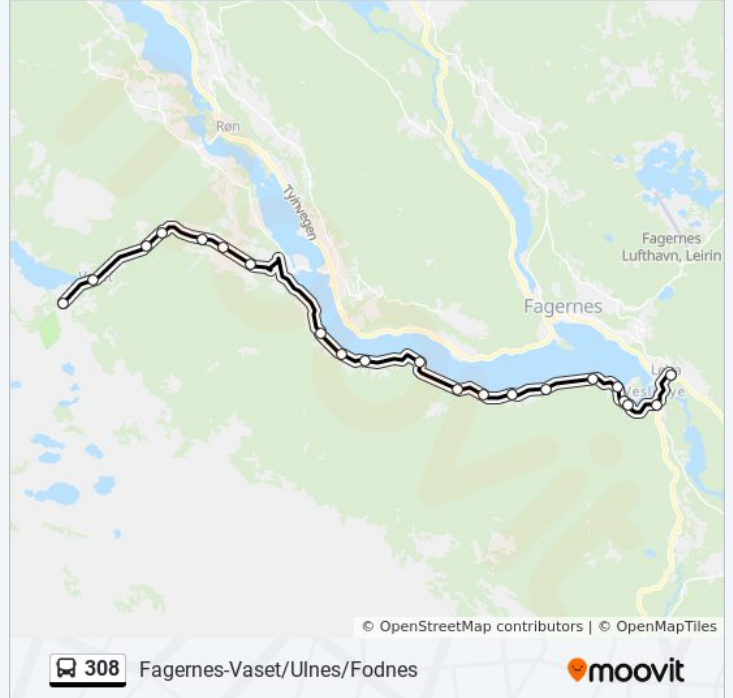 Røn
Tyinvegen
Fagernes
Lufthavn, Leirin
Fagernes
© OpenStreetMap contributors | © OpenMapTiles
308
Fagernes-Vaset/Ulnes/Fodnes
moovit